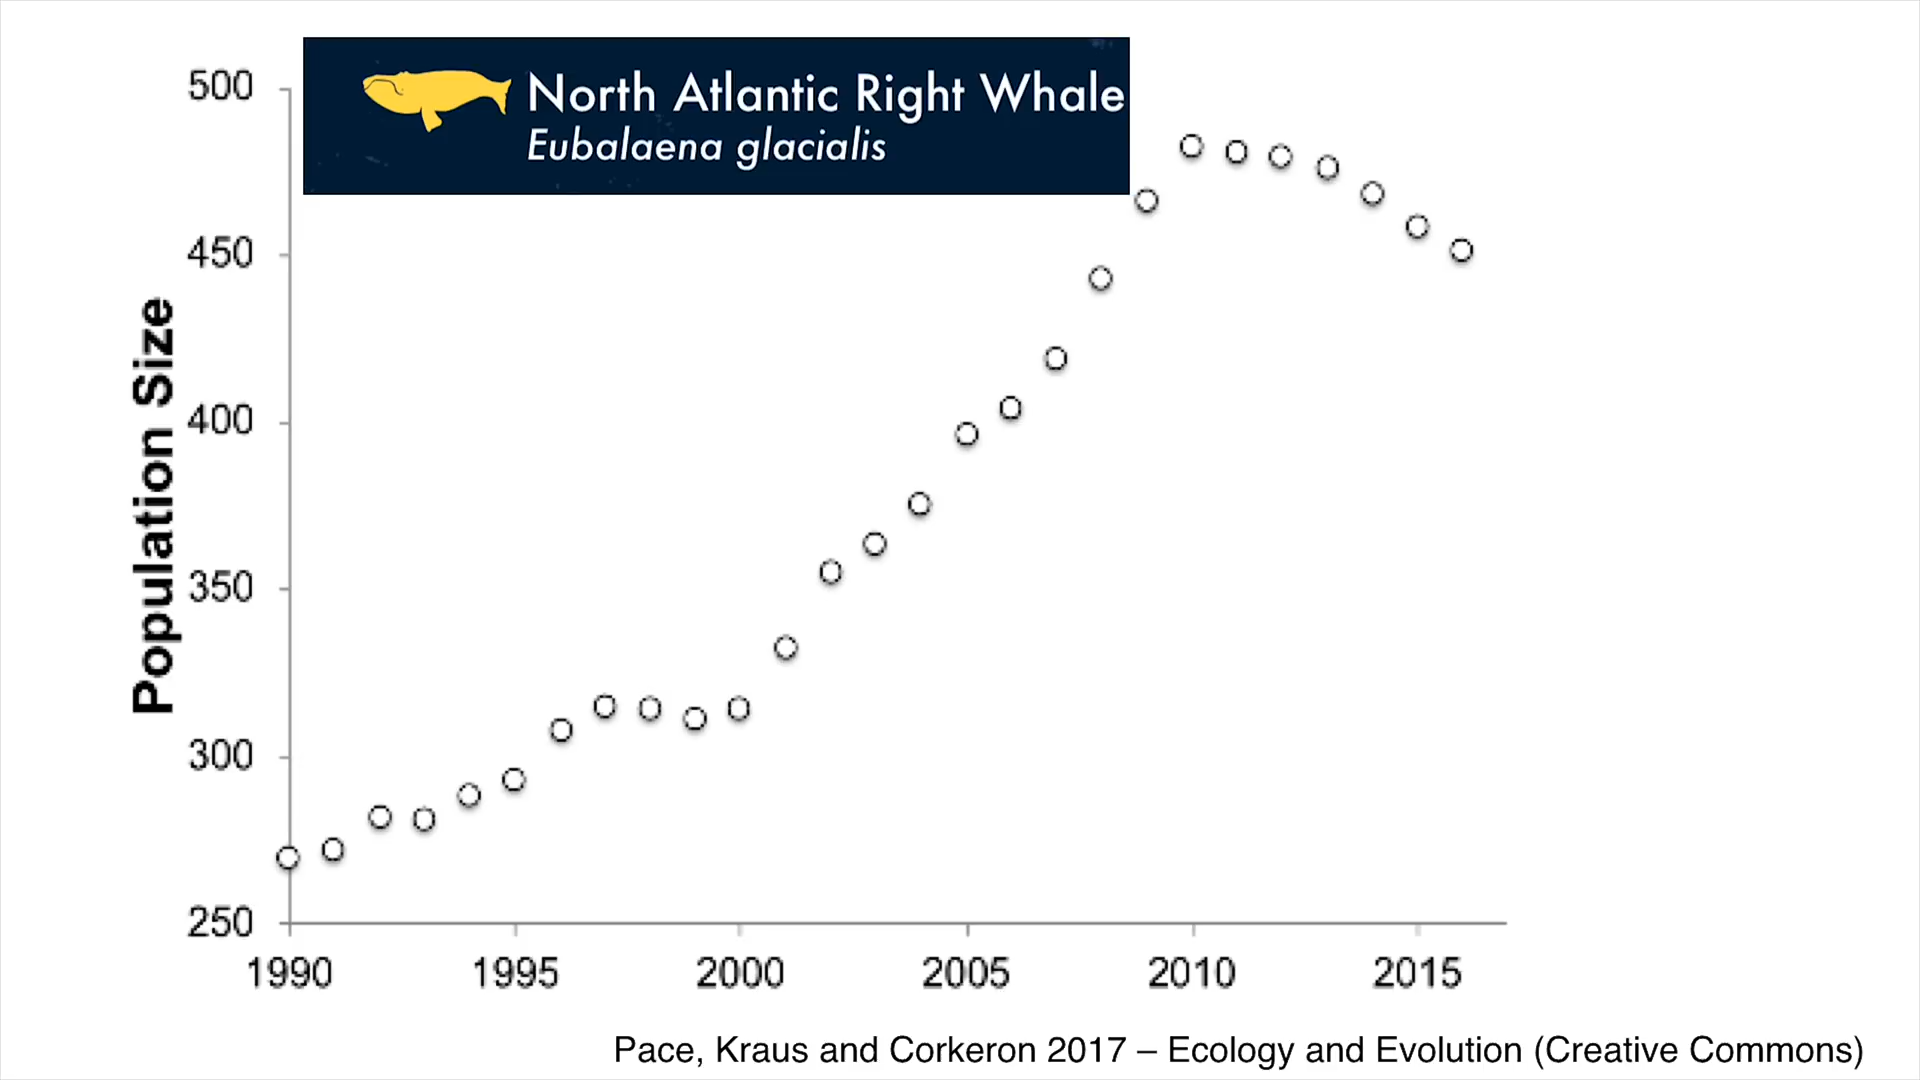 North Atlantic Right Whale
Eubalaena glacialis
Population Size
500
450
400
350
300
250
1990 1995 2000 2005 2010 2015
Pace, Kraus and Corkeron 2017 – Ecology and Evolution (Creative Commons)